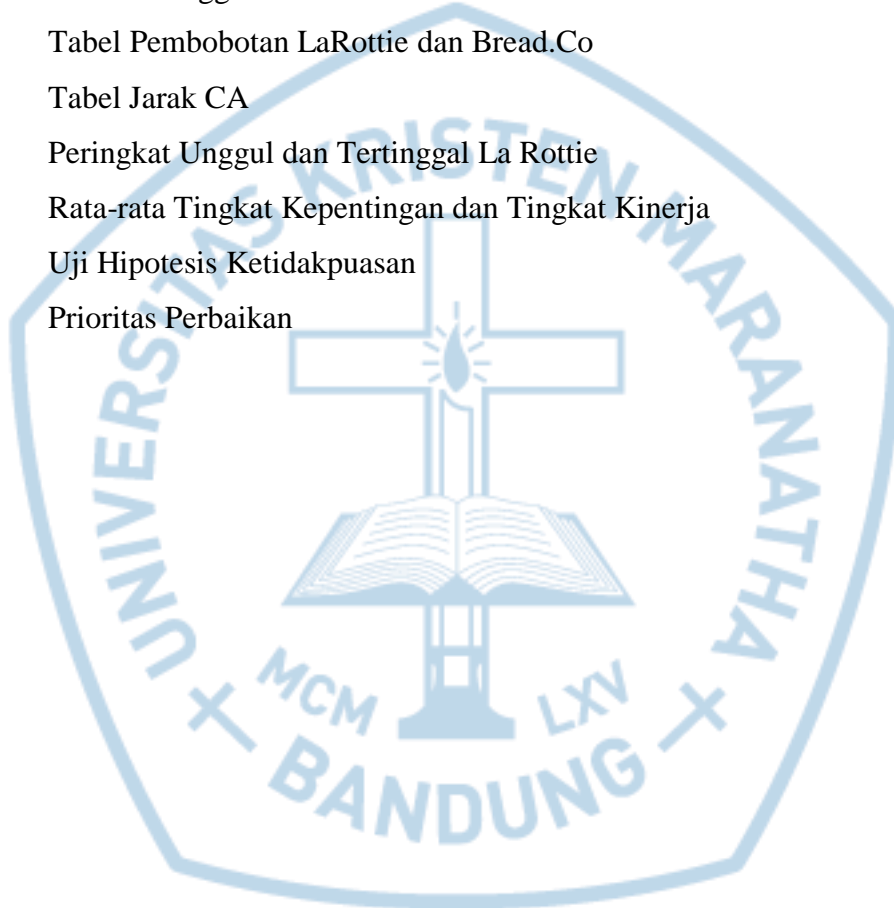 Tabel Pembobotan LaRottie dan Bread.Co
Tabel Jarak CA
Peringkat Unggul dan Tertinggal La Rottie
Rata-rata Tingkat Kepentingan dan Tingkat Kinerja
Uji Hipotesis Ketidakpuasan
Prioritas Perbaikan
UNIVERSITAS KRISTEN MARANATHA
MCM LXV
BANDUNG